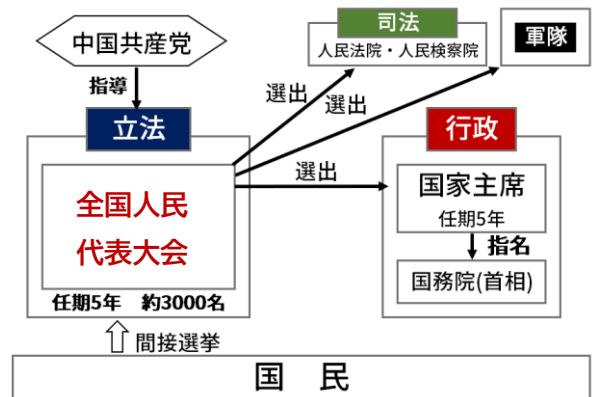 中国共産党
指導
司法
人民法院・人民検察院
軍隊
選出
選出
立法
行政
全国人民
代表大会
選出
国家主席
任期5年
指名
国務院(首相)
任期5年 約3000名
間接選挙
国 民